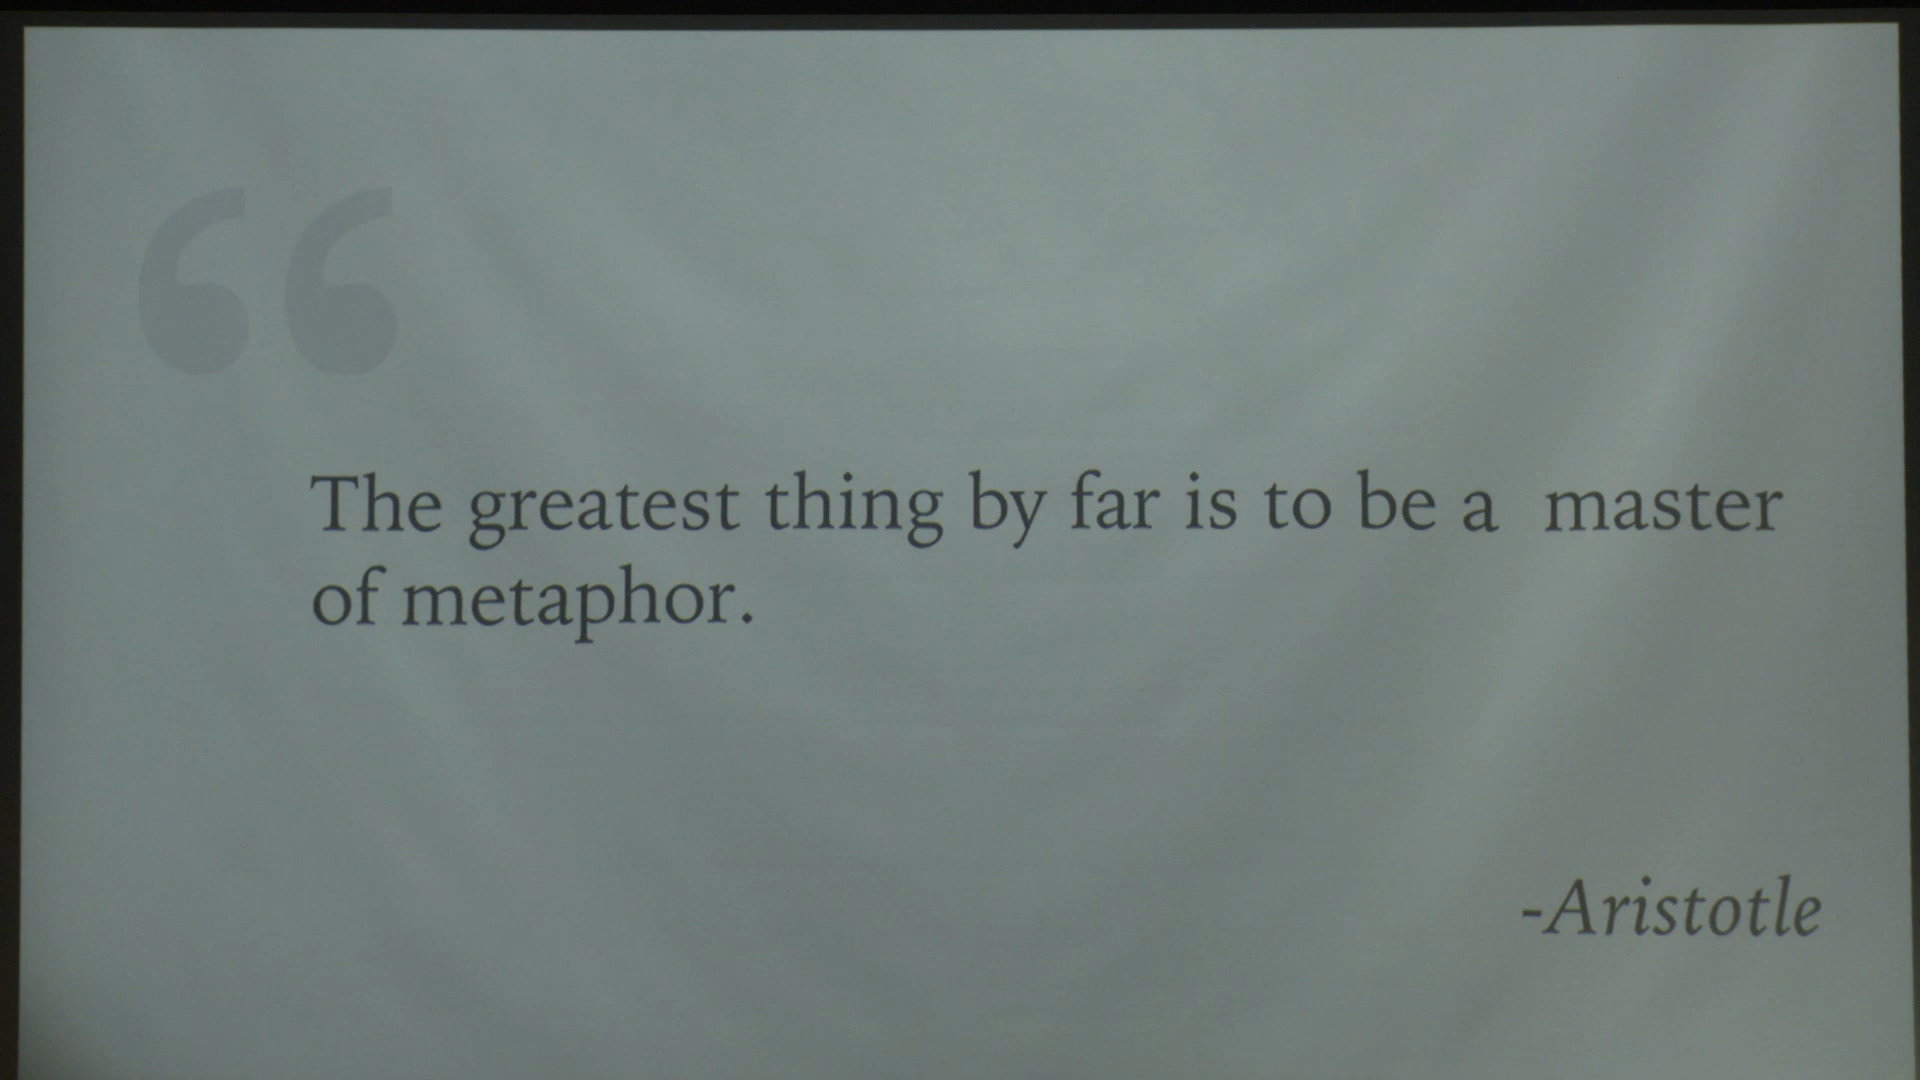 “
The greatest thing by far is to be a  master
of metaphor.
-Aristotle